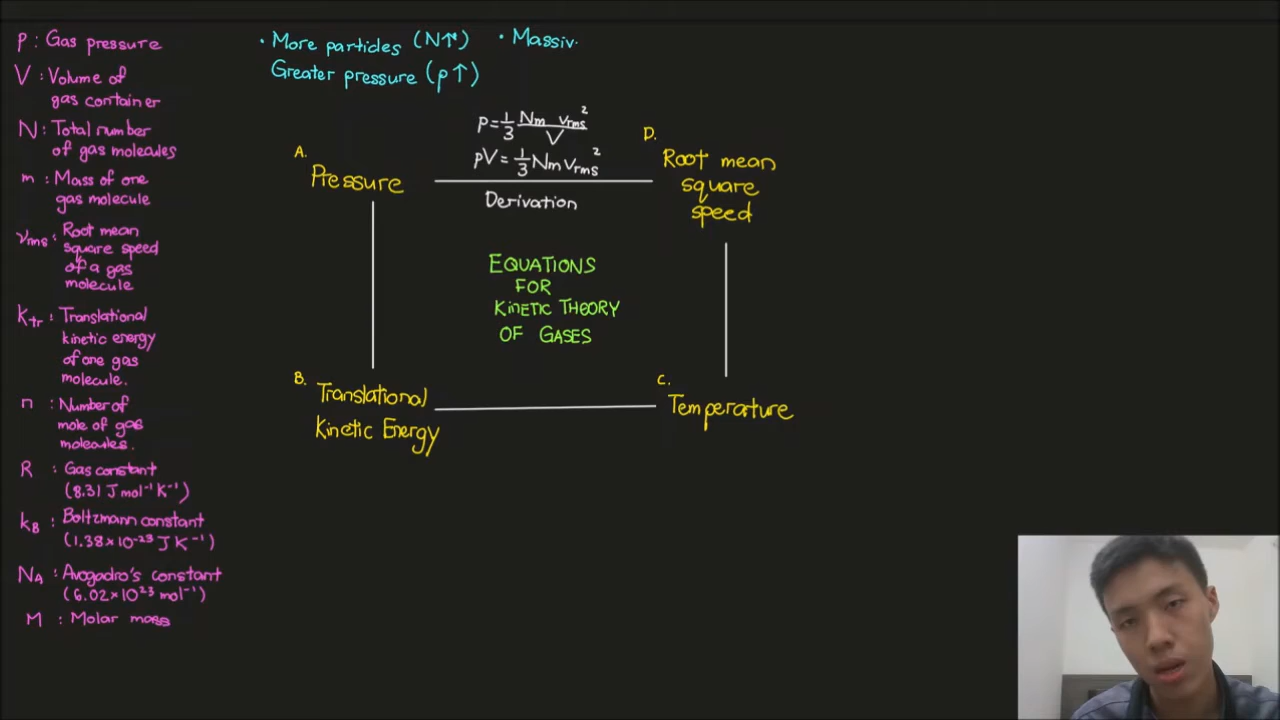 p : Gas pressure
V : Volume of
gas container
N : Total number
of gas molecules
m : Mass of one
gas molecule
vrms : Root mean
square speed
of a gas
molecule
Ktr : Translational
kinetic energy
of one gas
molecule.
n : Number of
mole of gas
molecules.
R : Gas constant
(8.31 J mol⁻¹ K⁻¹)
kB : Boltzmann constant
(1.38×10⁻²³ J K⁻¹)
NA : Avogadro's constant
(6.02×10²³ mol⁻¹)
M : Molar mass
• More particles (N↑)
Greater pressure (p↑)
• Massiv
P = 1/3 Nm vrms² / V
pV = 1/3 Nm vrms²
Derivation
A.
Pressure
D.
Root mean
square
speed
EQUATIONS
FOR
KINETIC THEORY
OF GASES
B.
Translational
Kinetic Energy
C.
Temperature